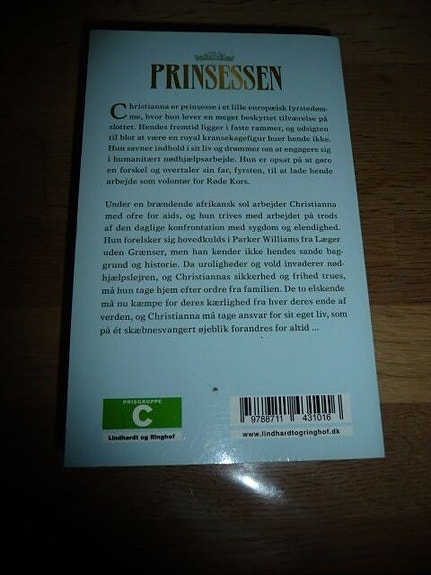 PRINSESSEN
Christianna er prinsesse i et lille europæisk fyrstedøm-
me, hvor hun lever en meget beskyttet tilværelse på
slottet. Hendes fremtid ligger i faste rammer, og udsigten
til blot at være en royal kransekagefigur huer hende ikke.
Hun savner indhold i sit liv og drømmer om at engagere sig
i humanitært nødhjælpsarbejde. Hun er opsat på at gøre
en forskel og overtaler sin far, fyrsten, til at lade hende
arbejde som volontør for Røde Kors.
Under en brændende afrikansk sol arbejder Christianna
med ofre for aids, og hun trives med arbejdet på trods
af den daglige konfrontation med sygdom og elendighed.
Hun forelsker sig hovedkulds i Parker Williams fra Læger
uden Grænser, men han kender ikke hendes sande bag-
grund og historie. Da uroligheder og vold invaderer nød-
hjælpslejren, og Christiannas sikkerhed og frihed trues,
må hun tage hjem efter ordre fra familien. De to elskende
må nu kæmpe for deres kærlighed fra hver deres ende af
verden, og Christianna må tage ansvar for sit eget liv, som
på ét skæbnesvangert øjeblik forandres for altid ...
PRISGRUPPE
C
Lindhardt og Ringhof
9788711 431016
www.lindhardtogringhof.dk